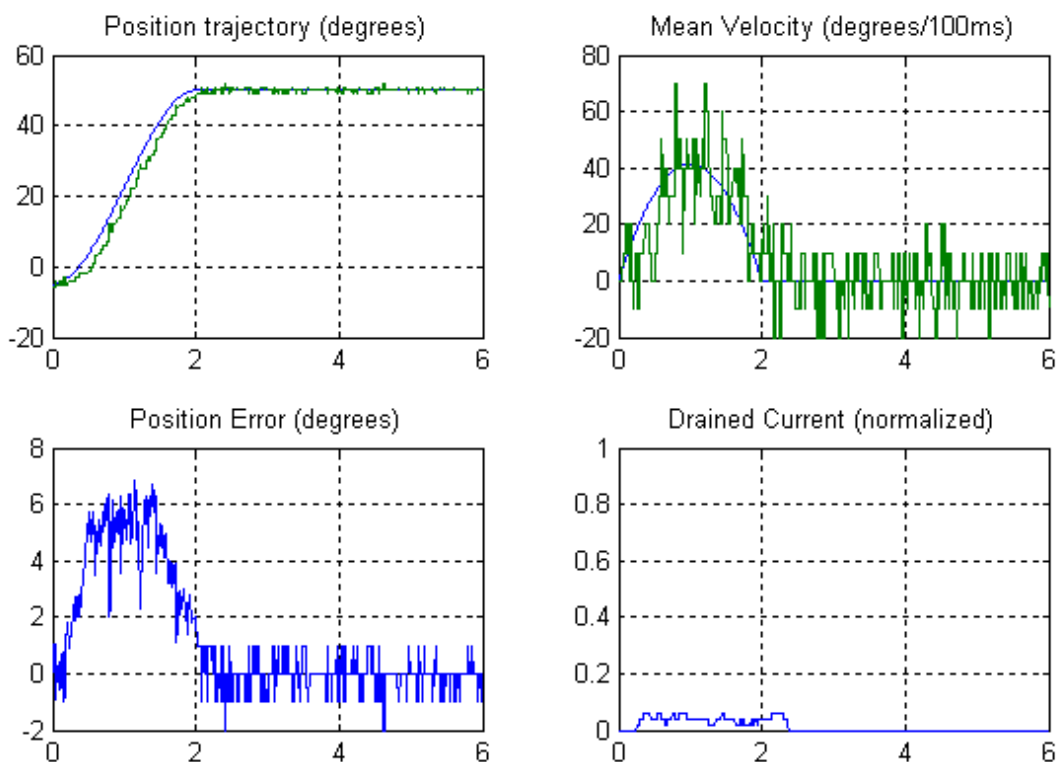 Position trajectory (degrees)
60
40
20
0
-20
0 2 4 6
Mean Velocity (degrees/100ms)
80
60
40
20
0
-20
0 2 4 6
Position Error (degrees)
8
6
4
2
0
-2
0 2 4 6
Drained Current (normalized)
1
0.8
0.6
0.4
0.2
0
0 2 4 6